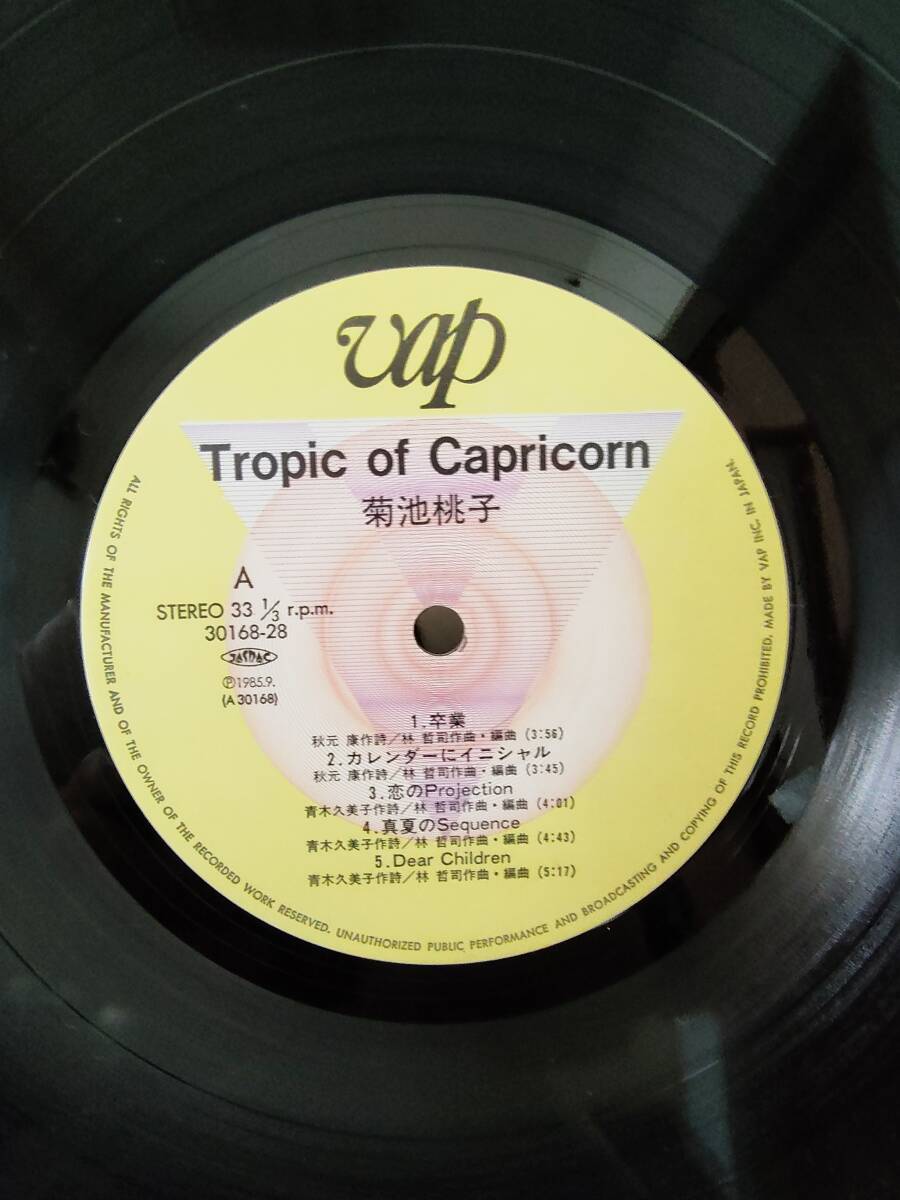 vap
Tropic of Capricorn
菊池桃子
A
STEREO 33 1/3 r.p.m.
30168-28
JASRAC
Ⓟ1985.9.
(A 30168)
1.卒業
秋元 康作詩／林 哲司作曲・編曲 (3:56)
2.カレンダーにイニシャル
秋元 康作詩／林 哲司作曲・編曲 (3:45)
3.恋のProjection
青木久美子作詩／林 哲司作曲・編曲 (4:01)
4.真夏のSequence
青木久美子作詩／林 哲司作曲・編曲 (4:43)
5.Dear Children
青木久美子作詩／林 哲司作曲・編曲 (5:17)
ALL RIGHTS OF THE MANUFACTURER AND OF THE OWNER OF THE RECORDED WORK RESERVED. UNAUTHORIZED PUBLIC PERFORMANCE AND BROADCASTING AND COPYING OF THIS RECORD PROHIBITED. MADE BY VAP INC. IN JAPAN.